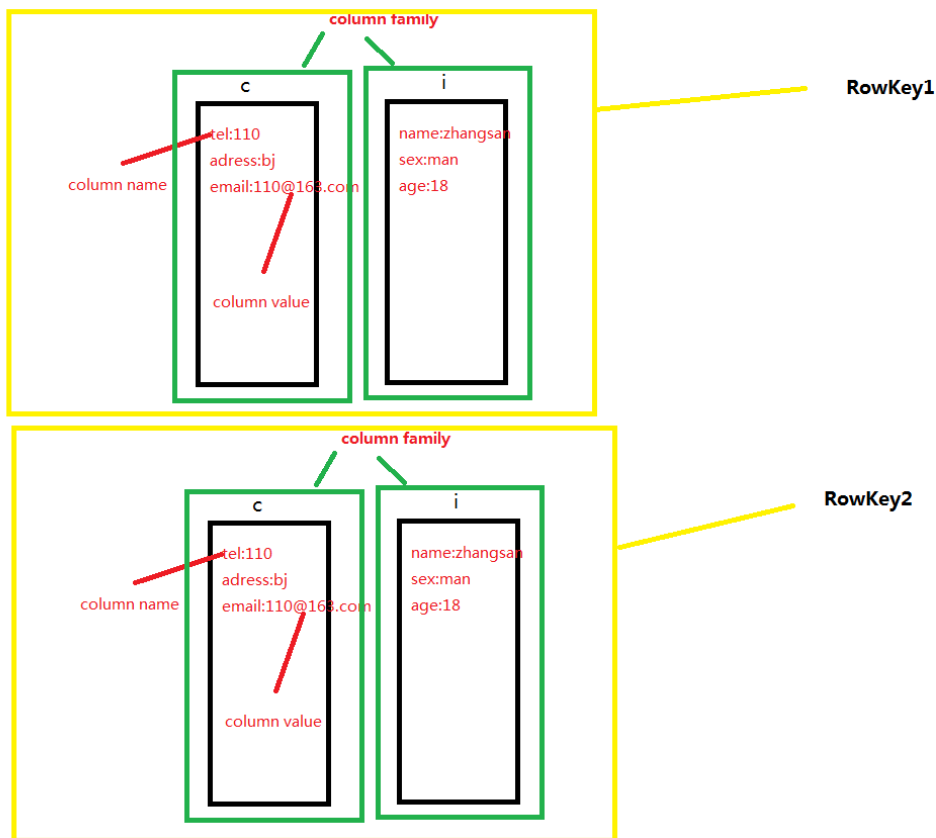 column family
c
i
RowKey1
tel:110
adress:bj
email:110@163.com
name:zhangsan
sex:man
age:18
column name
column value
column family
c
i
RowKey2
tel:110
adress:bj
email:110@163.com
name:zhangsan
sex:man
age:18
column name
column value